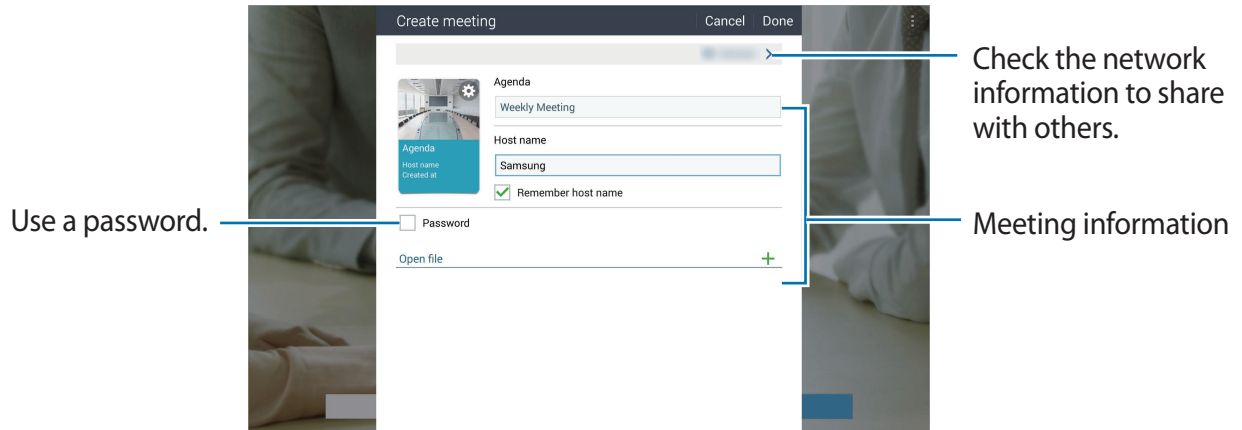 Create meeting Cancel Done
Check the network
information to share
with others.
Agenda
Weekly Meeting
Host name
Samsung
Remember host name
Agenda
Host name
Created at
Use a password.
Password
Meeting information
Open file